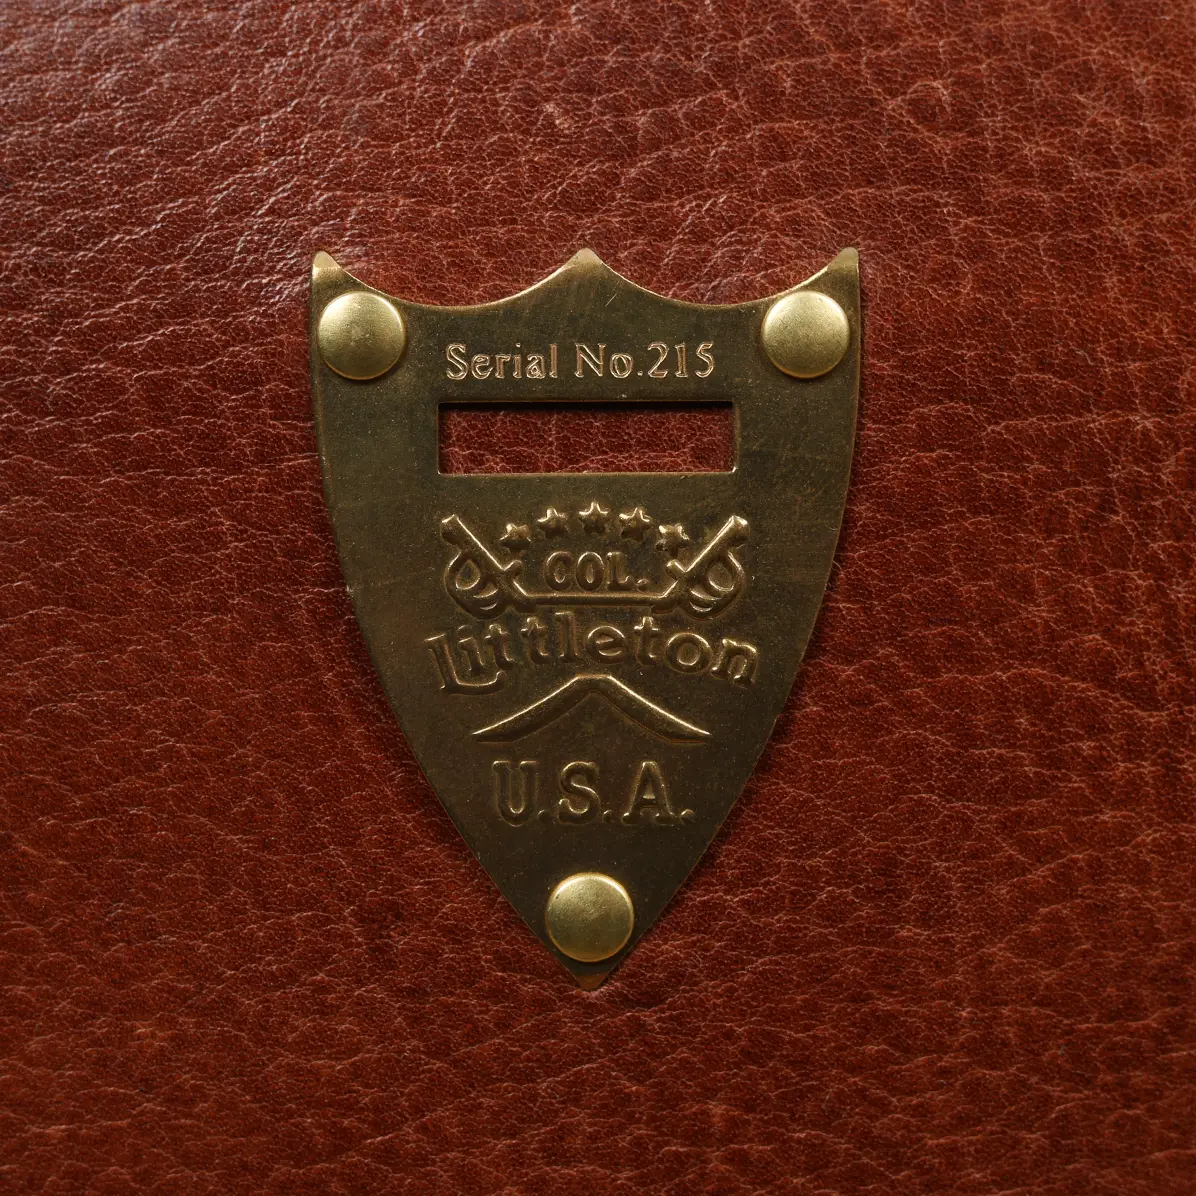 Serial No.215
COL.
Littleton
U.S.A.